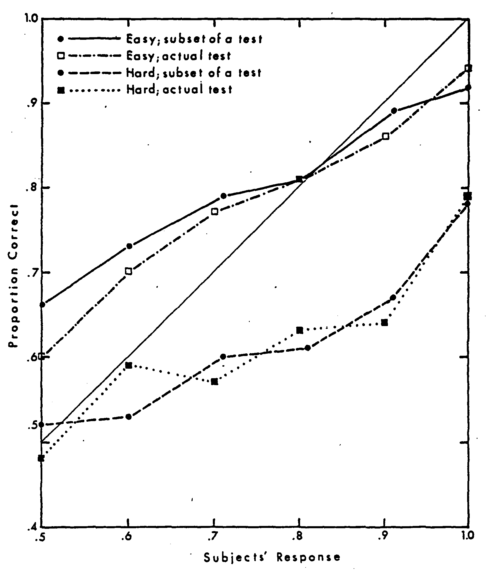 1.0
.9
.8
.7
.6
.5
.4
Proportion Correct
Easy; subset of a test
Easy; actual test
Hard; subset of a test
Hard; actual test
.5 .6 .7 .8 .9 1.0
Subjects' Response